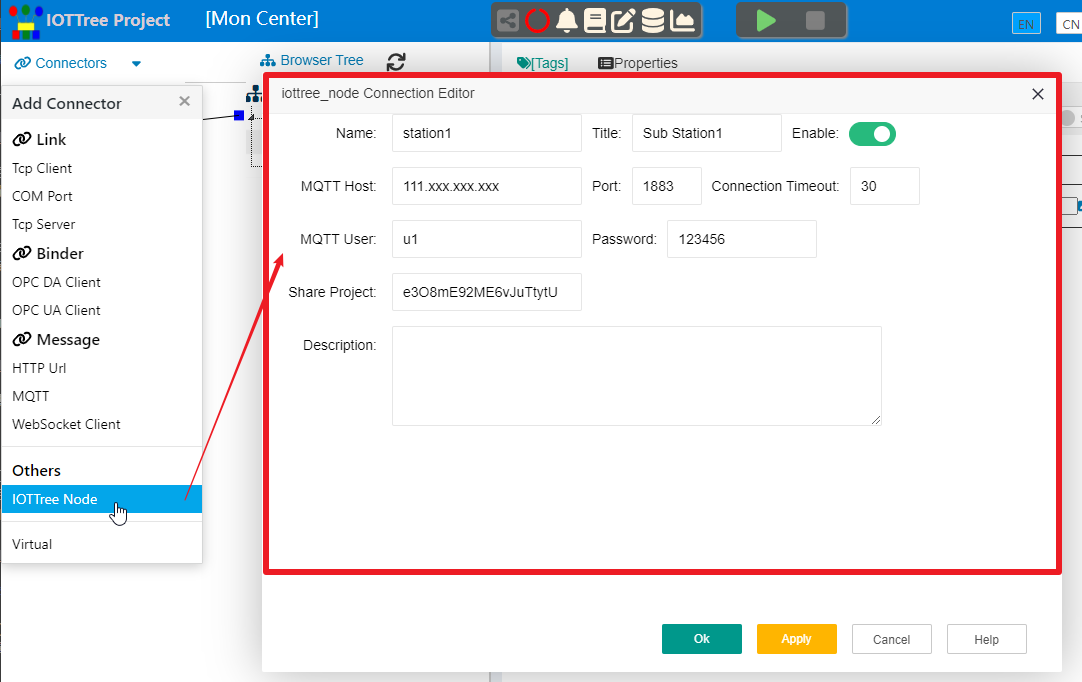 IOTTree Project [Mon Center] EN CN
Connectors Browser Tree [Tags] Properties
Add Connector ×
Link
Tcp Client
COM Port
Tcp Server
Binder
OPC DA Client
OPC UA Client
Message
HTTP Url
MQTT
WebSocket Client
Others
IOTTree Node
Virtual
iottree_node Connection Editor
Name: station1 Title: Sub Station1 Enable:
MQTT Host: 111.xxx.xxx.xxx Port: 1883 Connection Timeout: 30
MQTT User: u1 Password: 123456
Share Project: e3O8mE92ME6vJuTtytU
Description:
Ok Apply Cancel Help